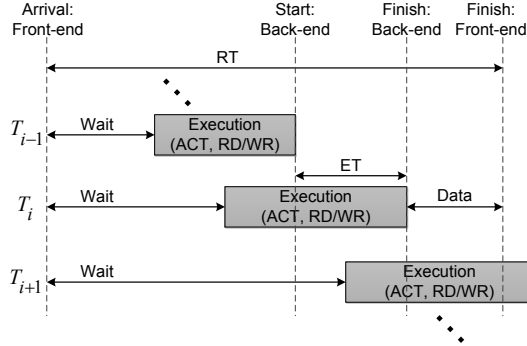 Arrival:
Front-end
Start:
Back-end
Finish:
Back-end
Finish:
Front-end
RT
T_{i-1}
Wait
Execution
(ACT, RD/WR)
ET
T_i
Wait
Execution
(ACT, RD/WR)
Data
T_{i+1}
Wait
Execution
(ACT, RD/WR)